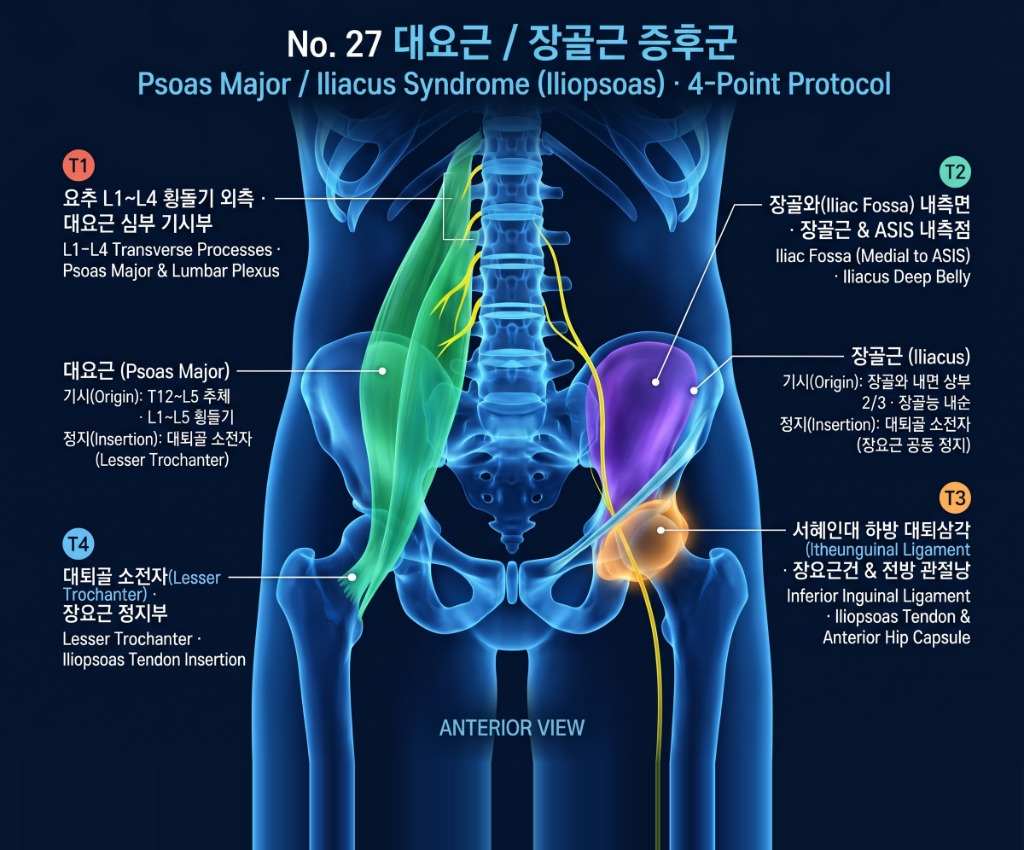 No. 27 대요근 / 장골근 증후군
Psoas Major / Iliacus Syndrome (Iliopsoas) · 4-Point Protocol
T1
요추 L1~L4 횡돌기 외측 ·
대요근 심부 기시부
L1-L4 Transverse Processes ·
Psoas Major & Lumbar Plexus
T2
장골와(Iliac Fossa) 내측면
· 장골근 & ASIS 내측점
Iliac Fossa (Medial to ASIS)
· Iliacus Deep Belly
대요근 (Psoas Major)
기시(Origin): T12~L5 추체
· L1~L5 횡들기
정지(Insertion): 대퇴골 소전자
(Lesser Trochanter)
장골근 (Iliacus)
기시(Origin): 장골와 내면 상부
2/3 · 장골능 내순
정지(Insertion): 대퇴골 소전자
(장요근 공동 정지)
T3
서혜인대 하방 대퇴삼각
(Itheunguinal Ligament
· 장요근건 & 전방 관절낭
Inferior Inguinal Ligament
· Iliopsoas Tendon &
Anterior Hip Capsule
T4
대퇴골 소전자(Lesser
Trochanter) ·
장요근 정지부
Lesser Trochanter ·
Iliopsoas Tendon Insertion
ANTERIOR VIEW